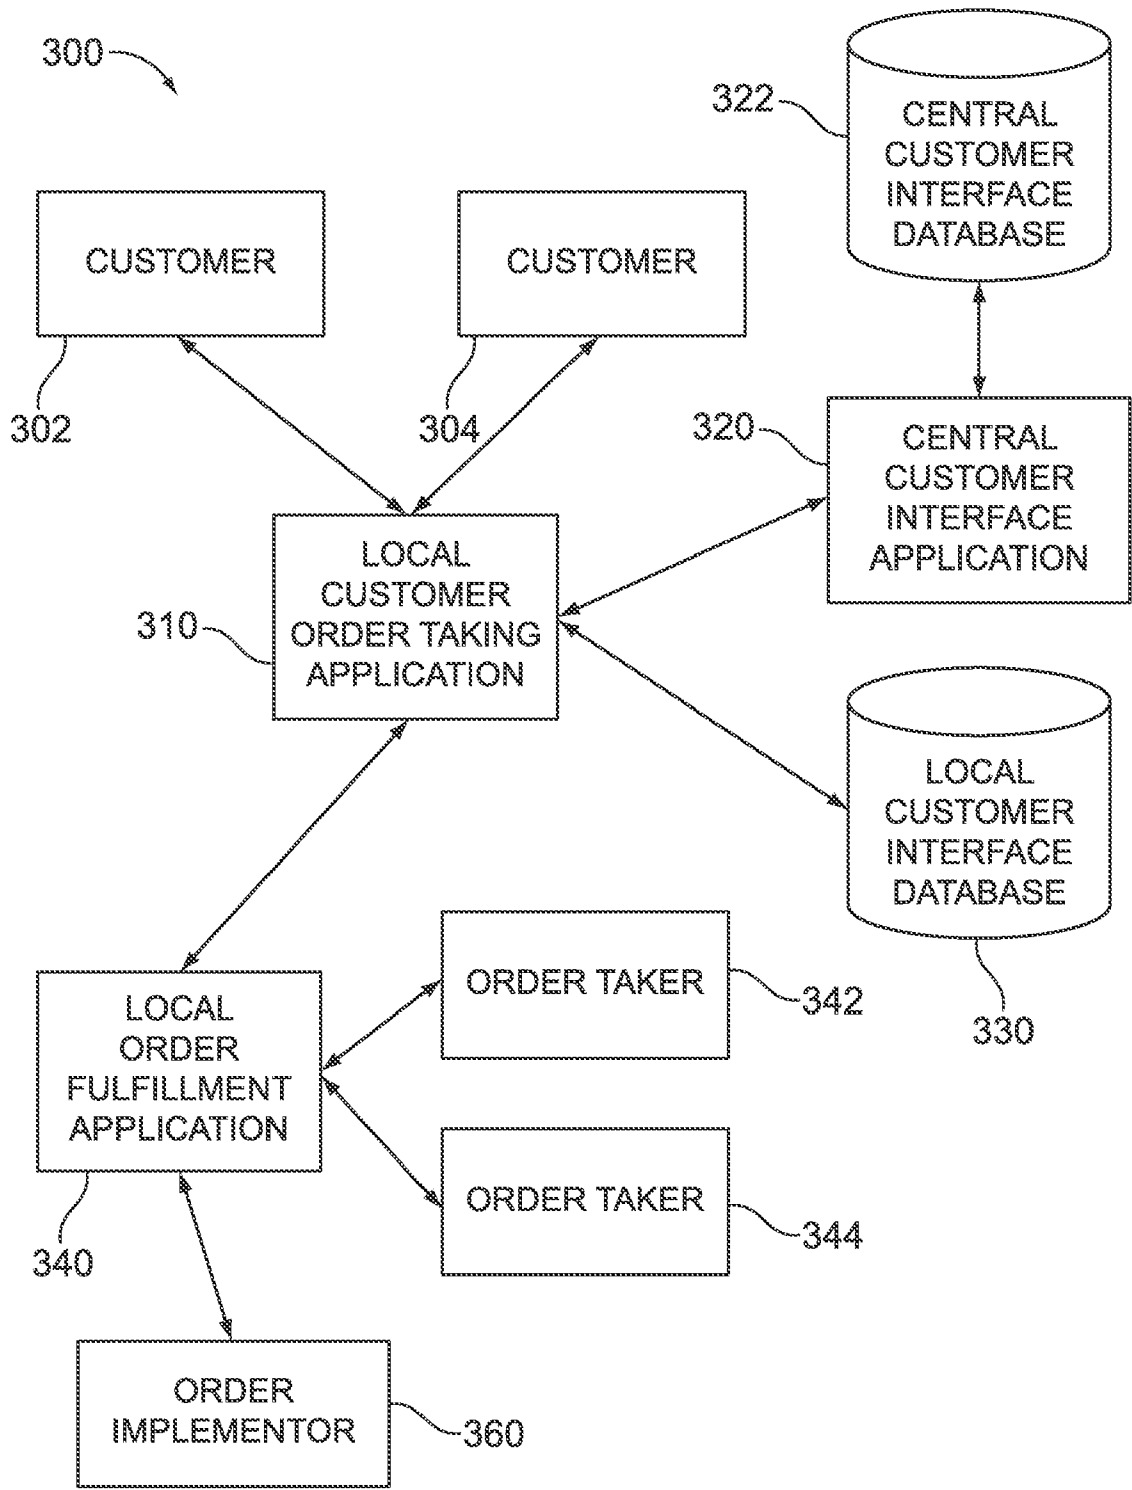 300
322
CENTRAL
CUSTOMER
INTERFACE
DATABASE
CUSTOMER
CUSTOMER
302
304
320
CENTRAL
CUSTOMER
INTERFACE
APPLICATION
LOCAL
CUSTOMER
ORDER TAKING
APPLICATION
310
LOCAL
CUSTOMER
INTERFACE
DATABASE
330
LOCAL
ORDER
FULFILLMENT
APPLICATION
340
ORDER TAKER
342
ORDER TAKER
344
ORDER
IMPLEMENTOR
360